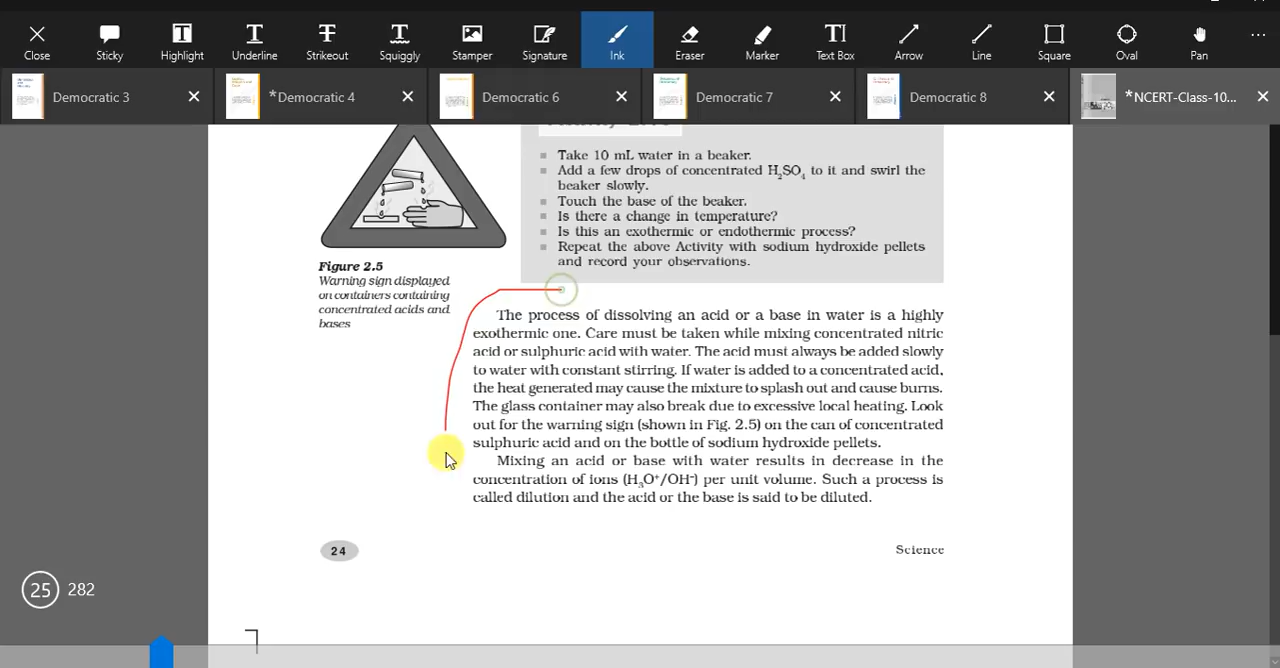 Close Sticky Highlight Underline Strikeout Squiggly Stamper Signature Ink Eraser Marker Text Box Arrow Line Square Oval Pan
Democratic 3 *Democratic 4 Democratic 6 Democratic 7 Democratic 8 *NCERT-Class-10...
Take 10 mL water in a beaker.
Add a few drops of concentrated H₂SO₄ to it and swirl the
beaker slowly.
Touch the base of the beaker.
Is there a change in temperature?
Is this an exothermic or endothermic process?
Repeat the above Activity with sodium hydroxide pellets
and record your observations.
Figure 2.5
Warning sign displayed
on containers containing
concentrated acids and
bases
The process of dissolving an acid or a base in water is a highly
exothermic one. Care must be taken while mixing concentrated nitric
acid or sulphuric acid with water. The acid must always be added slowly
to water with constant stirring. If water is added to a concentrated acid,
the heat generated may cause the mixture to splash out and cause burns.
The glass container may also break due to excessive local heating. Look
out for the warning sign (shown in Fig. 2.5) on the can of concentrated
sulphuric acid and on the bottle of sodium hydroxide pellets.
Mixing an acid or base with water results in decrease in the
concentration of ions (H₃O⁺/OH⁻) per unit volume. Such a process is
called dilution and the acid or the base is said to be diluted.
24 Science
25 282